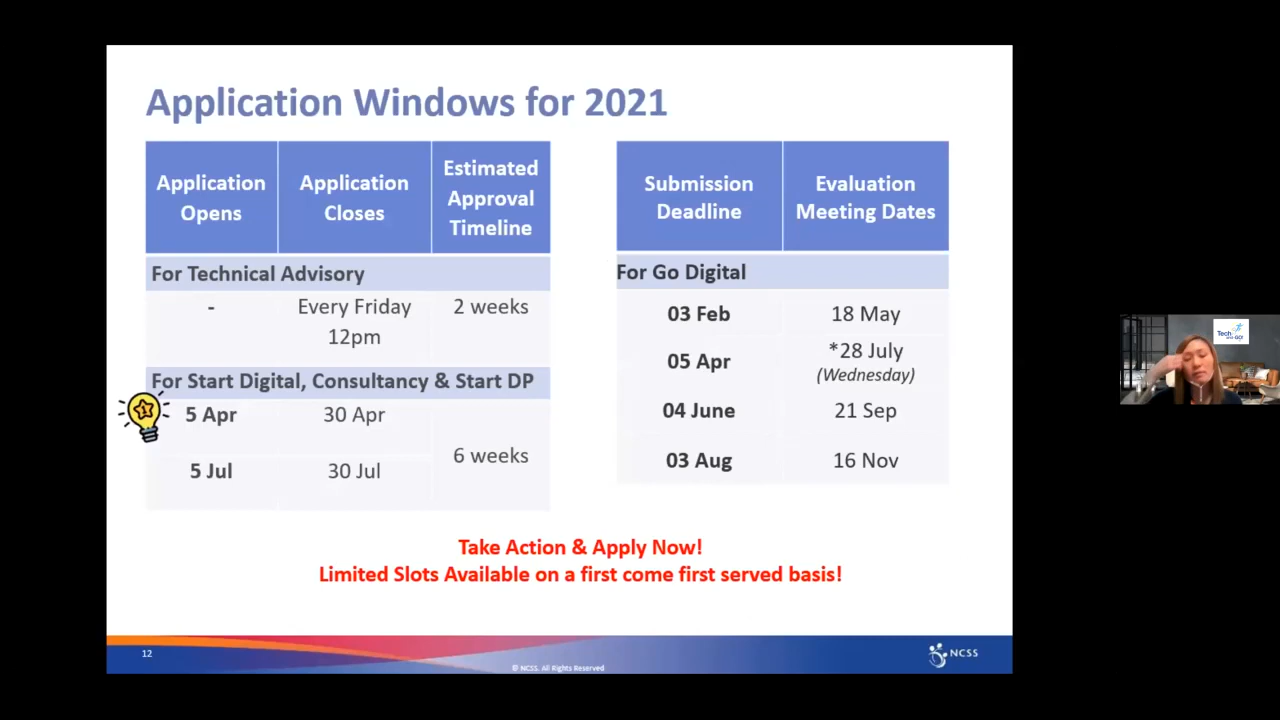 Application Windows for 2021
Application
Opens
Application
Closes
Estimated
Approval
Timeline
For Technical Advisory
-
Every Friday
12pm
2 weeks
For Start Digital, Consultancy & Start DP
5 Apr
30 Apr
6 weeks
5 Jul
30 Jul
Submission
Deadline
Evaluation
Meeting Dates
For Go Digital
03 Feb
18 May
05 Apr
*28 July
(Wednesday)
04 June
21 Sep
03 Aug
16 Nov
Take Action & Apply Now!
Limited Slots Available on a first come first served basis!
12
© NCSS. All Rights Reserved
NCSS
Tech
and GO!